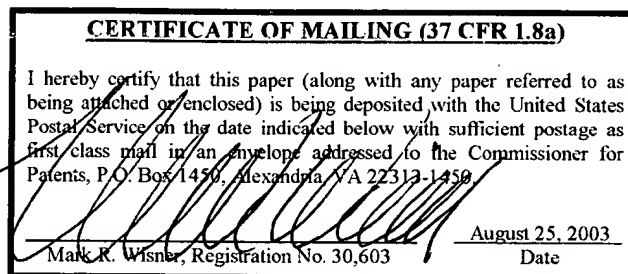 CERTIFICATE OF MAILING (37 CFR 1.8a)
I hereby certify that this paper (along with any paper referred to as
being attached or enclosed) is being deposited with the United States
Postal Service on the date indicated below with sufficient postage as
first class mail in an envelope addressed to the Commissioner for
Patents, P.O. Box 1450, Alexandria, VA 22313-1450.
August 25, 2003
Mark R. Wisner, Registration No. 30,603 Date